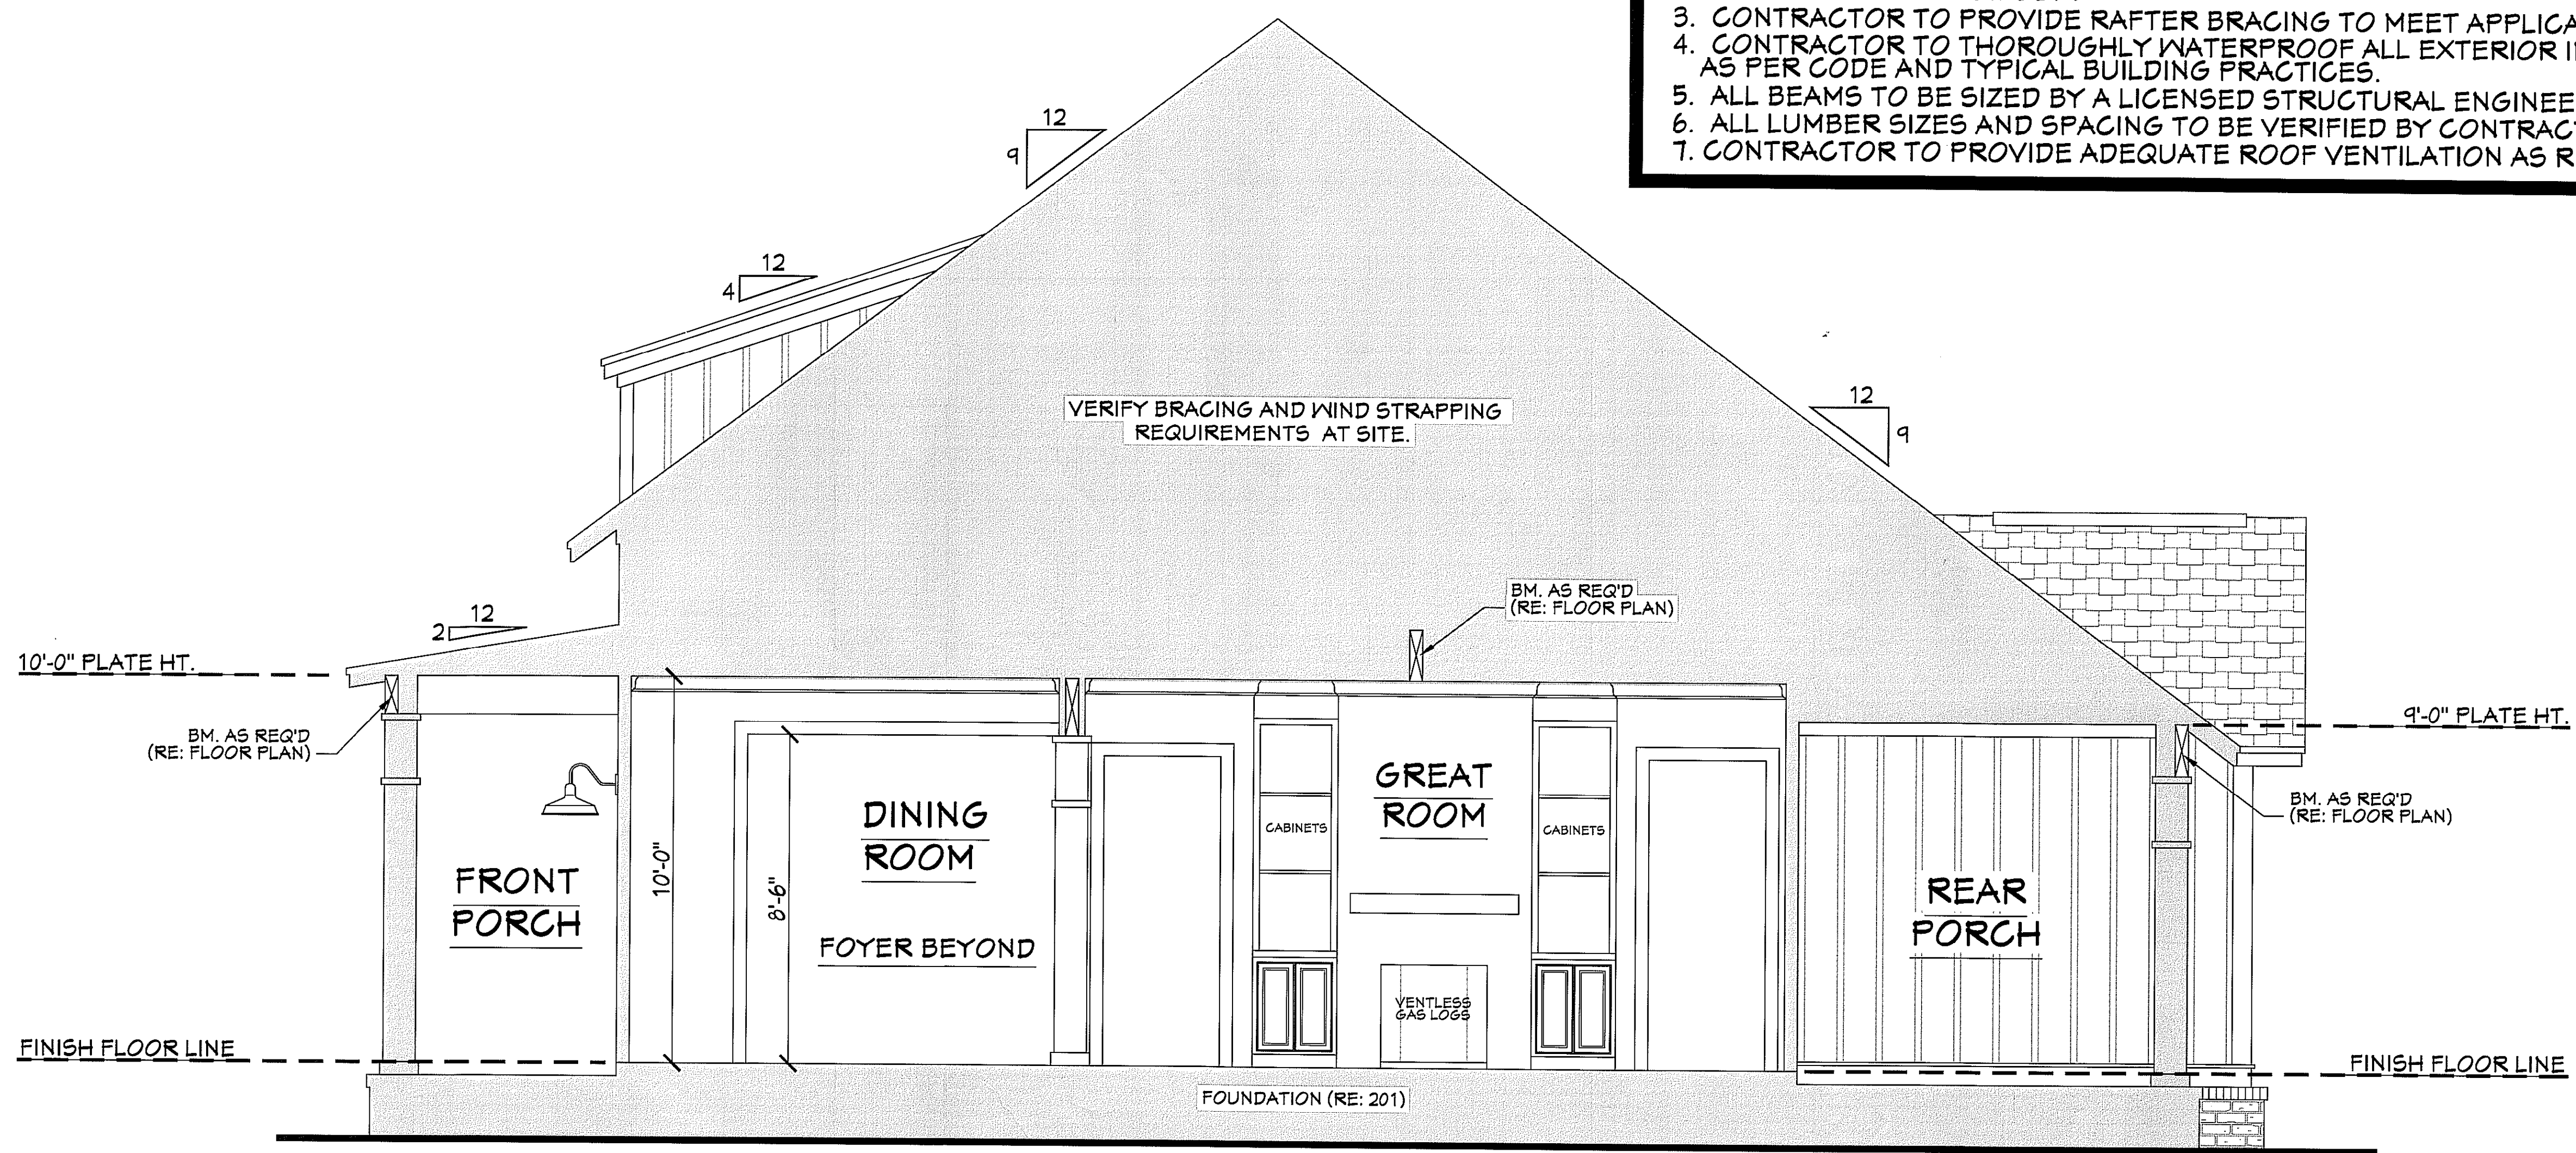 3. CONTRACTOR TO PROVIDE RAFTER BRACING TO MEET
4. CONTRACTOR TO THOROUGHLY WATERPROOF ALL EXTERIOR
AS PER CODE AND TYPICAL BUILDING PRACTICES.
5. ALL BEAMS TO BE SIZED BY A LICENSED STRUCTURAL
6. ALL LUMBER SIZES AND SPACING TO BE VERIFIED BY
7. CONTRACTOR TO PROVIDE ADEQUATE ROOF VENTILATION AS
12
9
12
4
VERIFY BRACING AND WIND STRAPPING
REQUIREMENTS AT SITE.
12
9
BM. AS REQ'D
(RE: FLOOR PLAN)
12
2
10'-0" PLATE HT.
9'-0" PLATE HT.
BM. AS REQ'D
(RE: FLOOR PLAN)
BM. AS REQ'D
(RE: FLOOR PLAN)
FRONT
PORCH
10'-0"
8'-6"
DINING
ROOM
FOYER BEYOND
CABINETS
GREAT
ROOM
CABINETS
VENTLESS
GAS LOGS
REAR
PORCH
FINISH FLOOR LINE
FINISH FLOOR LINE
FOUNDATION (RE: 201)